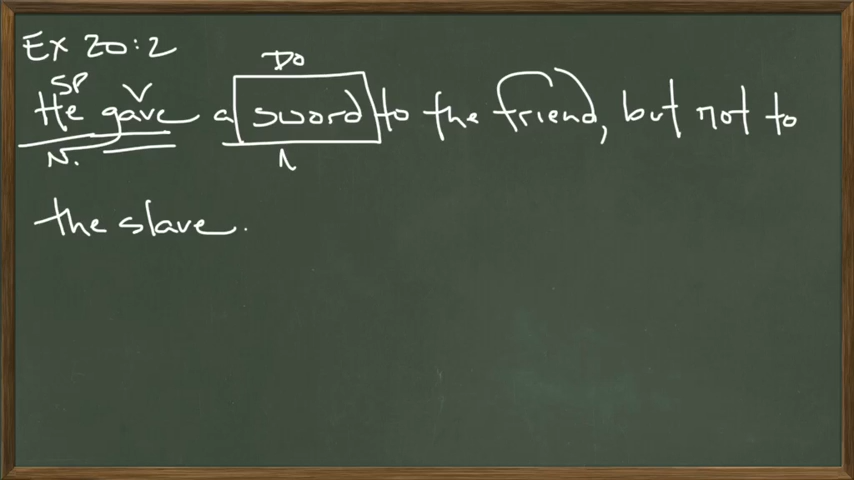 Ex 20:2
DO
SP V
He gave a sword to the friend, but not to
N.
the slave.